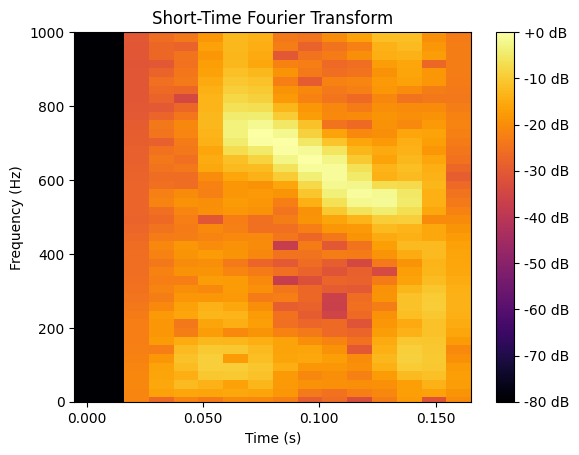 Short-Time Fourier Transform
Frequency (Hz)
1000
800
600
400
200
0
0.000
0.050
0.100
0.150
Time (s)
+0 dB
-10 dB
-20 dB
-30 dB
-40 dB
-50 dB
-60 dB
-70 dB
-80 dB